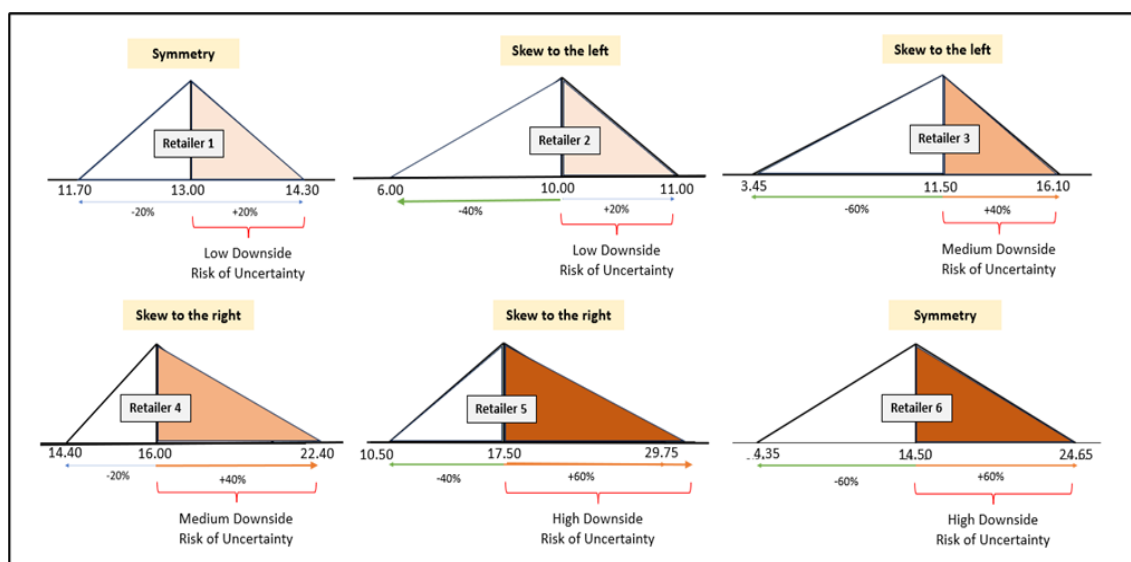 Symmetry
Retailer 1
11.70 13.00 14.30
-20% +20%
Low Downside
Risk of Uncertainty
Skew to the left
Retailer 2
6.00 10.00 11.00
-40% +20%
Low Downside
Risk of Uncertainty
Skew to the left
Retailer 3
3.45 11.50 16.10
-60% +40%
Medium Downside
Risk of Uncertainty
Skew to the right
Retailer 4
14.40 16.00 22.40
-20% +40%
Medium Downside
Risk of Uncertainty
Skew to the right
Retailer 5
10.50 17.50 29.75
-40% +60%
High Downside
Risk of Uncertainty
Symmetry
Retailer 6
4.35 14.50 24.65
-60% +60%
High Downside
Risk of Uncertainty